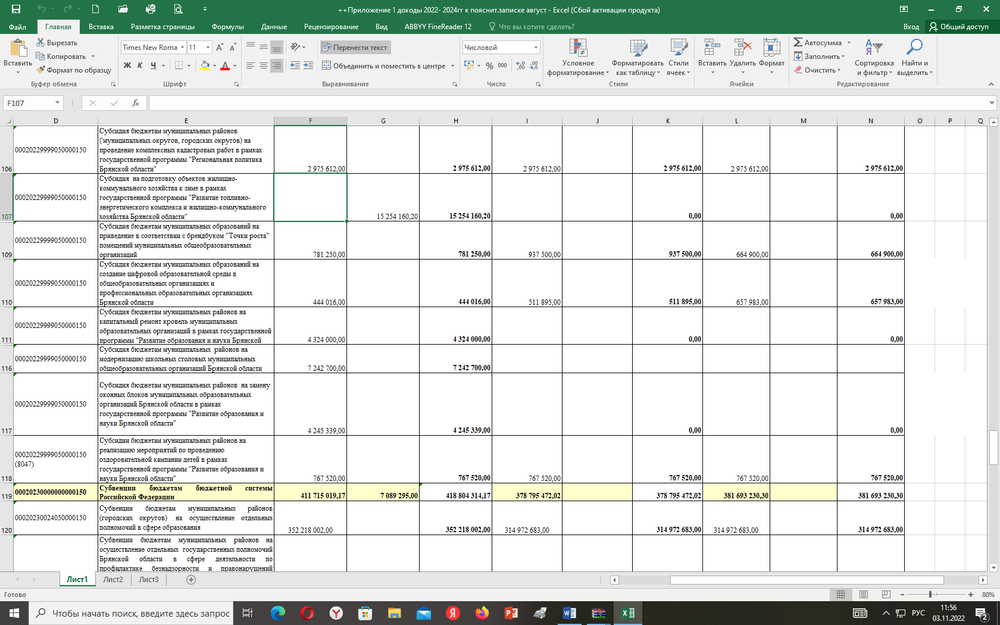 ++Приложение 1 доходы 2022- 2024гг к пояснит.записке август - Excel (Сбой активации продукта)
Файл Главная Вставка Разметка страницы Формулы Данные Рецензирование Вид ABBYY FineReader 12 Что вы хотите сделать? Вход Общий доступ
Вставить
Вырезать
Копировать
Формат по образцу
Буфер обмена
Times New Roma 11
Ж К Ч А
Шрифт
Перенести текст
Объединить и поместить в центре
Выравнивание
Числовой
% 000
Число
Условное форматирование
Форматировать как таблицу
Стили ячеек
Стили
Вставить Удалить Формат
Ячейки
Автосумма
Заполнить
Очистить
Сортировка и фильтр
Найти и выделить
Редактирование
F107 fx
D E F G H I J K L M N O P Q
Субсидия бюджетам муниципальных районов
('муниципальных округов, городских округов) на
00020229999050000150 проведение комплексных кадастровых работ в рамках
государственной программы "Региональная политика
106 Брянской области" 2 975 612,00 2 975 612,00 2 975 612,00 2 975 612,00 2 975 612,00 2 975 612,00
Субсидия на подготовку объектов жилищно-
коммунального хозяйства к зиме в рамках
00020229999050000150 государственной программы "Развитие топливно-
энергетического комплекса и жилищно-коммунального
107 хозяйства Брянской области" 15 254 160,20 15 254 160,20 0,00 0,00
Субсидия бюджетам муниципальных образований на
00020229999050000150 приведение в соответствии с брендбуком "Точки роста"
помещений муниципальных общеобразовательных
109 организаций 781 250,00 781 250,00 937 500,00 937 500,00 664 900,00 664 900,00
Субсидия бюджетам муниципальных образований на
создание цифровой образовательной среды в
00020229999050000150 общеобразовательных организациях и
профессиональных образовательных организациях
110 Брянской области 444 016,00 444 016,00 511 895,00 511 895,00 657 983,00 657 983,00
Субсидия бюджетам муниципальных районов на
капитальный ремонт кровель муниципальных
00020229999050000150 образовательных организаций в рамках государственной
111 программы "Развитие образования и науки Брянской 4 324 000,00 4 324 000,00 0,00 0,00
Субсидия бюджетам муниципальных районов на
00020229999050000150 модернизацию школьных столовых муниципальных
116 общеобразовательных организаций Брянской области 7 242 700,00 7 242 700,00
Субсидия бюджетам муниципальных районов на замену
оконных блоков муниципальных образовательных
00020229999050000150 организаций Брянской области в рамках
государственной программы "Развитие образования и
науки Брянской области"
117 4 245 339,00 4 245 339,00 0,00 0,00
Субсидии бюджетам муниципальных районов на
реализацию мероприятий по проведению
00020229999050000150 оздоровительной кампании детей в рамках
(8047) государственной программы "Развитие образования и
118 науки Брянской области" 767 520,00 767 520,00 767 520,00 767 520,00 767 520,00 767 520,00
00020230000000000150 Субвенции бюджетам бюджетной системы
119 Российской Федерации 411 715 019,17 7 089 295,00 418 804 314,17 378 795 472,02 378 795 472,02 381 693 230,30 381 693 230,30
Субвенции бюджетам муниципальных районов
00020230024050000150 (городских округов) на осуществление отдельных
120 полномочий в сфере образования 352 218 002,00 352 218 002,00 314 972 683,00 314 972 683,00 314 972 683,00 314 972 683,00
Субвенции бюджетам муниципальных районов на
осуществление отдельных государственных полномочий
Брянской области в сфере деятельности по
профилактике безнадзорности и правонарушений
Лист1 Лист2 Лист3
Готово 80%
Чтобы начать поиск, введите здесь запрос
РУС 11:56
03.11.2022 2